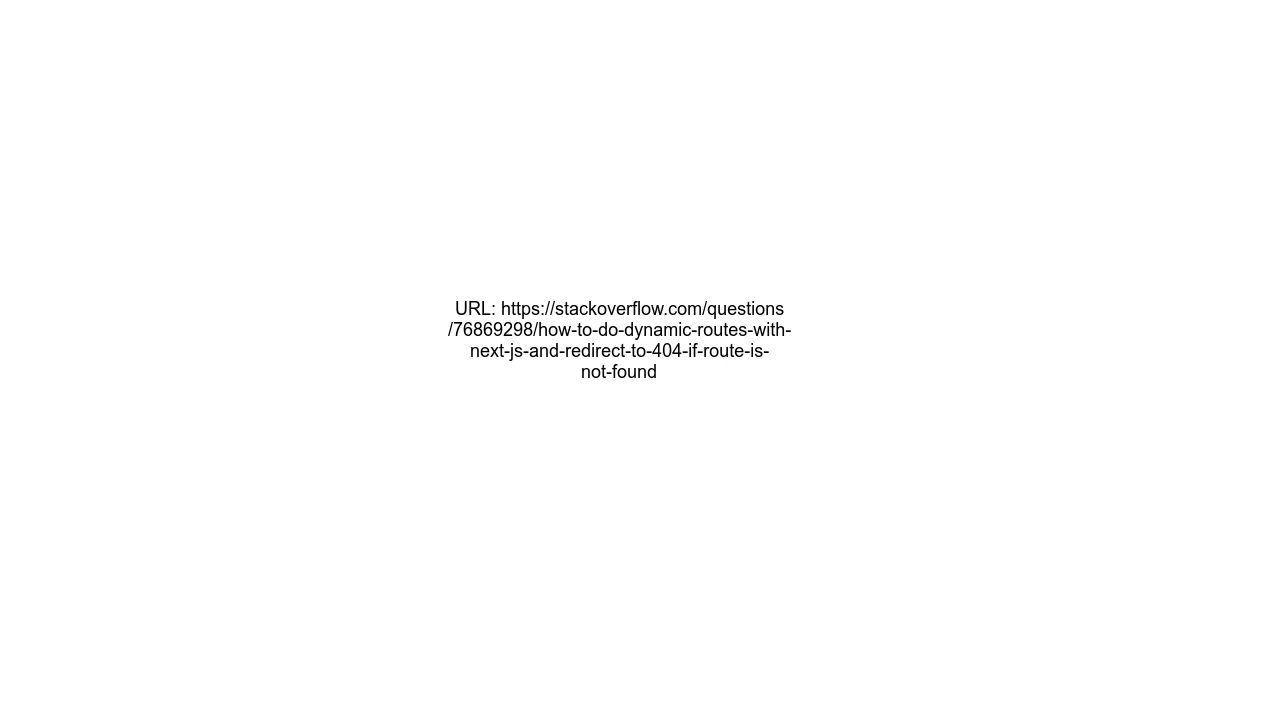 URL: https://stackoverflow.com/questions
/76869298/how-to-do-dynamic-routes-with-
next-js-and-redirect-to-404-if-route-is-
not-found